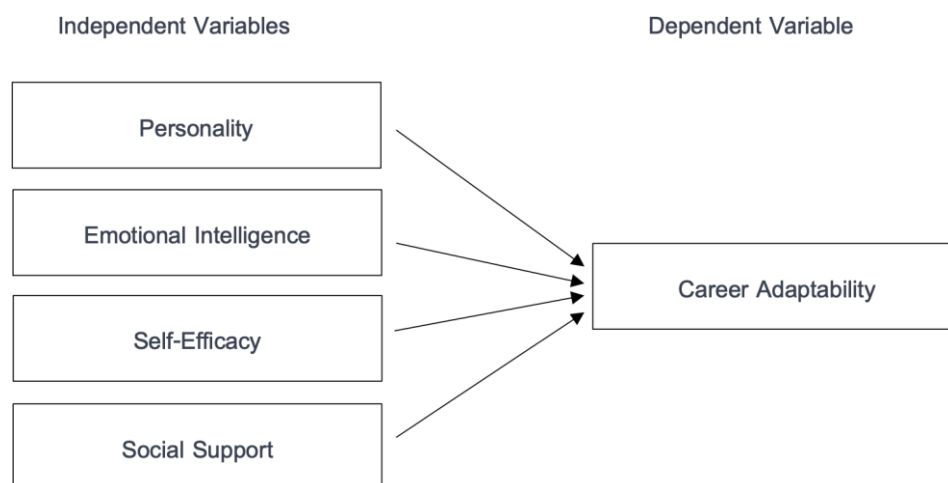 Independent Variables
Dependent Variable
Personality
Emotional Intelligence
Career Adaptability
Self-Efficacy
Social Support